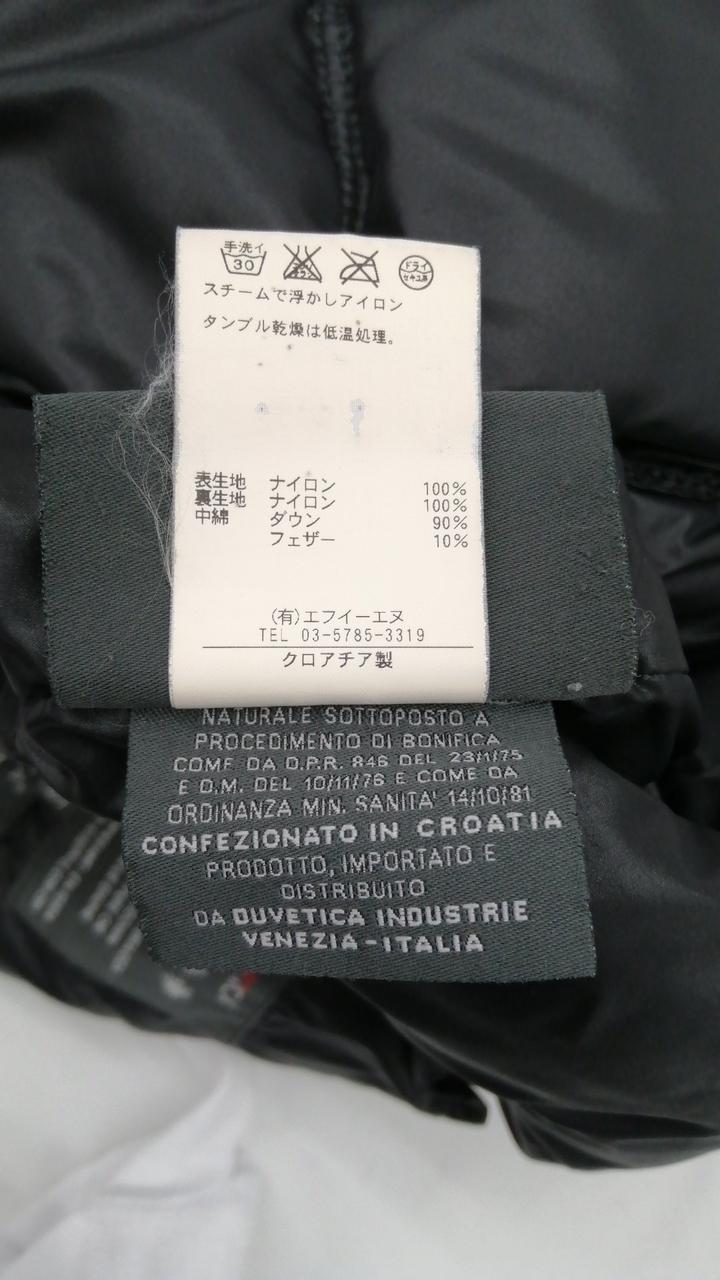 手洗イ
30
ドライ
セキユ系
スチームで浮かしアイロン
タンブル乾燥は低温処理。
表生地 ナイロン 100%
裏生地 ナイロン 100%
中綿 ダウン 90%
フェザー 10%
(有)エフイーエヌ
TEL 03-5785-3319
クロアチア製
NATURALE SOTTOPOSTO A
PROCEDIMENTO DI BONIFICA
COME DA D.P.R. 846 DEL 23/1/75
E D.M. DEL 10/11/76 E COME DA
ORDINANZA MIN. SANITA' 14/10/81
CONFEZIONATO IN CROATIA
PRODOTTO, IMPORTATO E
DISTRIBUITO
DA DUVETICA INDUSTRIE
VENEZIA-ITALIA